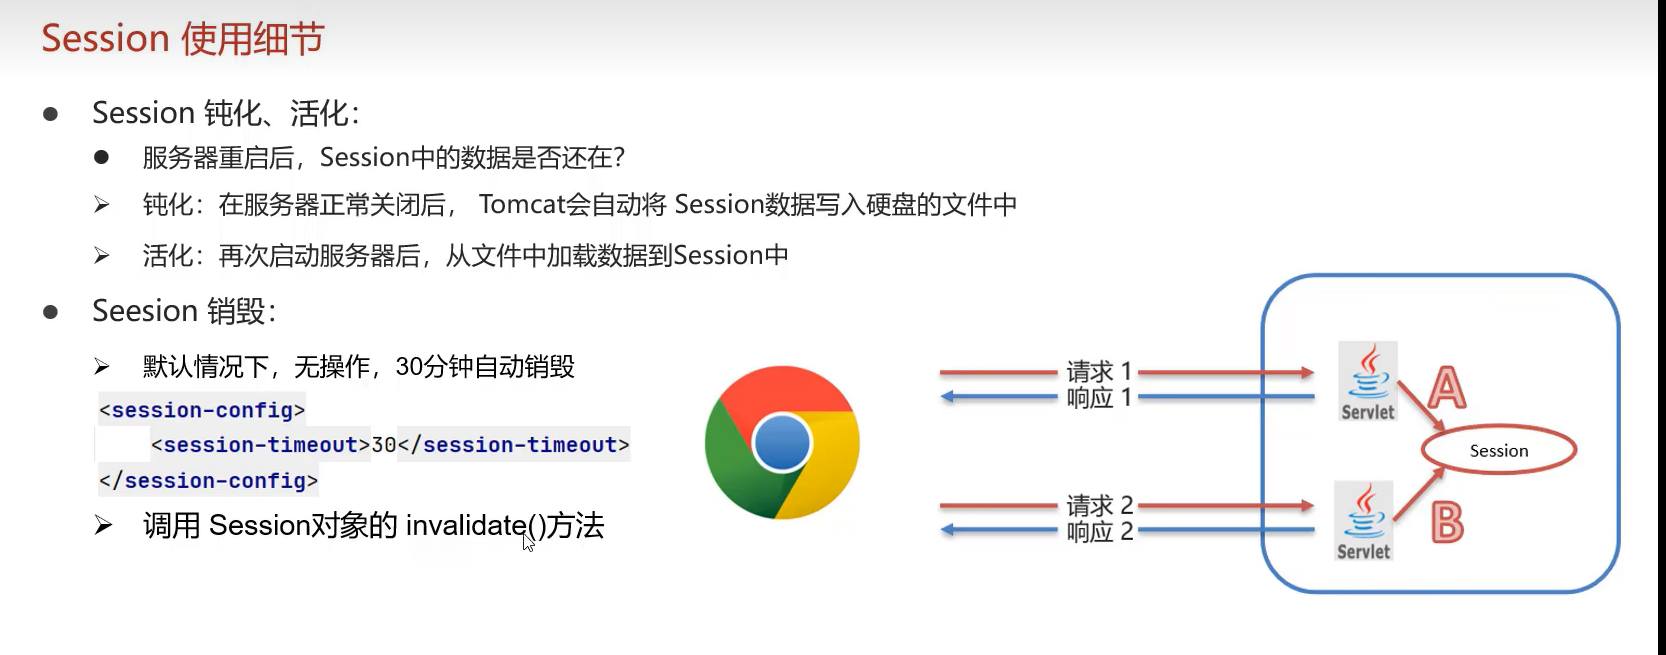 Session 使用细节
Session 钝化、活化：
服务器重启后，Session中的数据是否还在？
钝化：在服务器正常关闭后， Tomcat会自动将 Session数据写入硬盘的文件中
活化：再次启动服务器后，从文件中加载数据到Session中
Seesion 销毁：
默认情况下，无操作，30分钟自动销毁
<session-config>
<session-timeout>30</session-timeout>
</session-config>
调用 Session对象的 invalidate()方法
请求 1
响应 1
Servlet
A
Session
请求 2
响应 2
Servlet
B